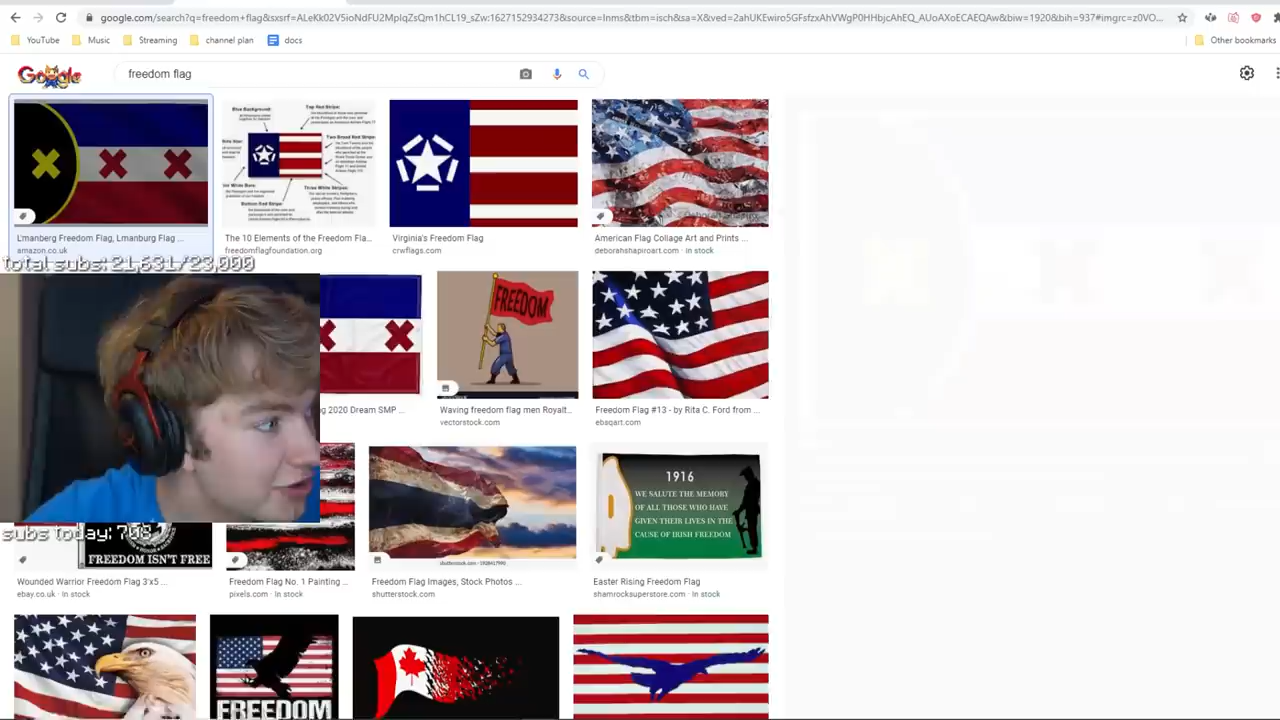 google.com/search?q=freedom+flag&sxsrf=ALeKk02V5ioNdFU2MplqZsQm1hCL19_sZw:1627152934273&source=lnms&tbm=isch&sa=X&ved=2ahUKEwiro5GFsfzxAhVWgP0HHbjcAhEQ_AUoAXoECAEQAw&biw=1920&bih=937#imgrc=z0VO...
YouTube
Music
Streaming
channel plan
docs
Other bookmarks
Google
freedom flag
Blue Background:
Top Red Stripe:
Lmanberg Freedom Flag, Lmanburg Flag ...
amazon.co.uk
The 10 Elements of the Freedom Fla...
freedomflagfoundation.org
Virginia's Freedom Flag
crwflags.com
American Flag Collage Art and Prints ...
deborahshapiroart.com · In stock
total subs: 21,631/23,000
FREEDOM
g 2020 Dream SMP ...
Waving freedom flag men Royalt...
vectorstock.com
Freedom Flag #13 - by Rita C. Ford from ...
ebsqart.com
1916
WE SALUTE THE MEMORY
OF ALL THOSE WHO HAVE
GIVEN THEIR LIVES IN THE
CAUSE OF IRISH FREEDOM
subs today: 708
FREEDOM ISN'T FREE
Wounded Warrior Freedom Flag 3'x5 ...
ebay.co.uk · In stock
Freedom Flag No. 1 Painting ...
pixels.com · In stock
Freedom Flag Images, Stock Photos ...
shutterstock.com
Easter Rising Freedom Flag
shamrocksuperstore.com · In stock
FREEDOM